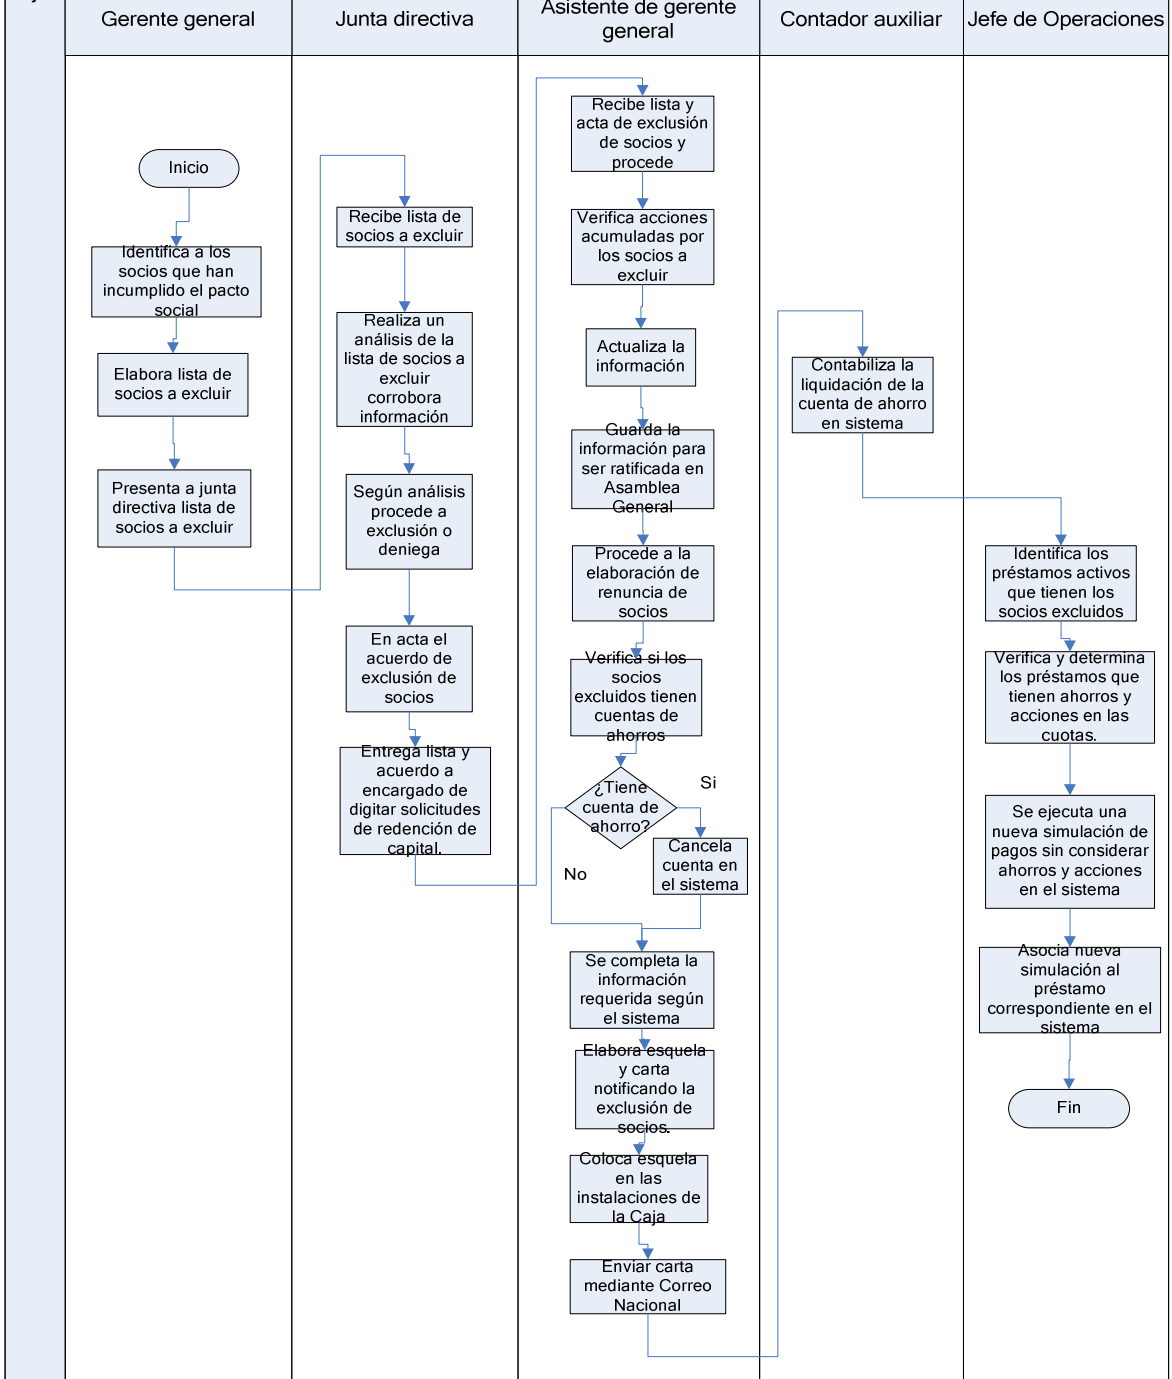 Gerente general
Junta directiva
Asistente de gerente
general
Contador auxiliar
Jefe de Operaciones
Inicio
Identifica a los
socios que han
incumplido el pacto
social
Elabora lista de
socios a excluir
Presenta a junta
directiva lista de
socios a excluir
Recibe lista de
socios a excluir
Realiza un
análisis de la
lista de socios a
excluir
corrobora
información
Según análisis
procede a
exclusión o
deniega
En acta el
acuerdo de
exclusión de
socios
Entrega lista y
acuerdo a
encargado de
digitar solicitudes
de redención de
capital.
Recibe lista y
acta de exclusión
de socios y
procede
Verifica acciones
acumuladas por
los socios a
excluir
Actualiza la
información
Guarda la
información para
ser ratificada en
Asamblea
General
Procede a la
elaboración de
renuncia de
socios
Verifica si los
socios
excluidos tienen
cuentas de
ahorros
¿Tiene
cuenta de
ahorro?
Si
No
Cancela
cuenta en
el sistema
Se completa la
información
requerida según
el sistema
Elabora esquela
y carta
notificando la
exclusión de
socios.
Coloca esquela
en las
instalaciones de
la Caja
Enviar carta
mediante Correo
Nacional
Contabiliza la
liquidación de la
cuenta de ahorro
en sistema
Identifica los
préstamos activos
que tienen los
socios excluidos
Verifica y determina
los préstamos que
tienen ahorros y
acciones en las
cuotas.
Se ejecuta una
nueva simulación de
pagos sin considerar
ahorros y acciones
en el sistema
Asocia nueva
simulación al
préstamo
correspondiente en el
sistema
Fin